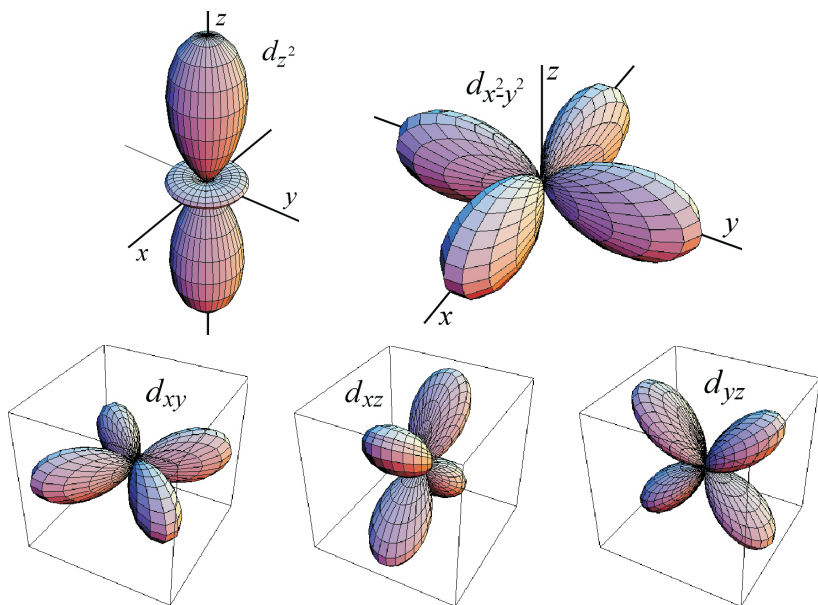 z
d_{z^2}
y
x
z
d_{x^2-y^2}
y
x
d_{xy}
d_{xz}
d_{yz}